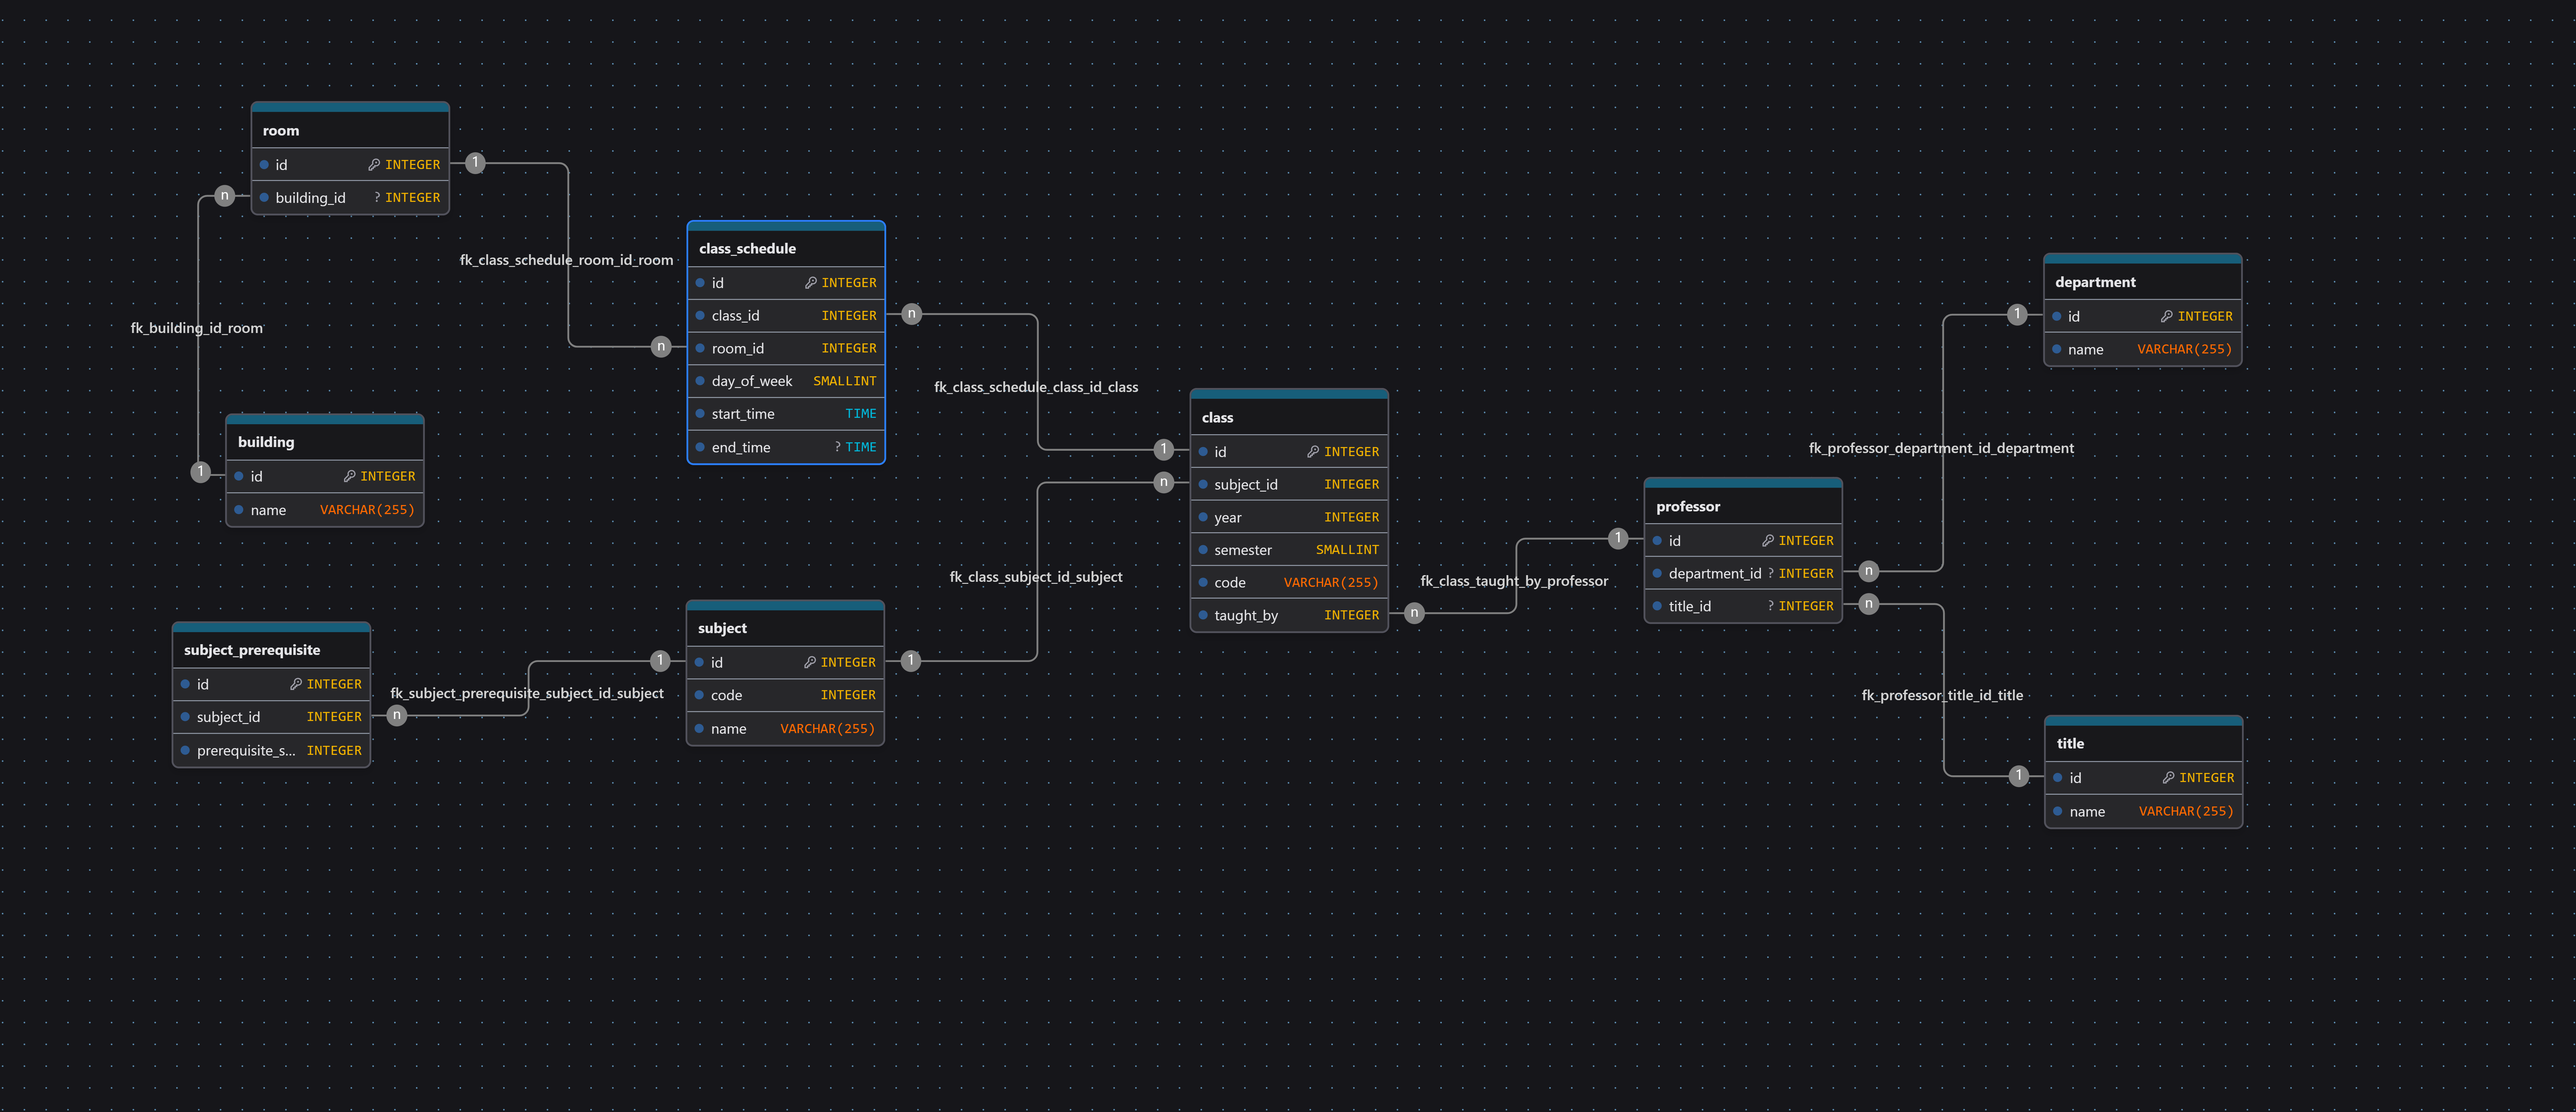 room
id INTEGER
building_id ? INTEGER
1
n
fk_class_schedule_room_id_room
fk_building_id_room
n
building
1
id INTEGER
name VARCHAR(255)
class_schedule
id INTEGER
class_id INTEGER
room_id INTEGER
day_of_week SMALLINT
start_time TIME
end_time ? TIME
n
fk_class_schedule_class_id_class
1
n
class
id INTEGER
subject_id INTEGER
year INTEGER
semester SMALLINT
code VARCHAR(255)
taught_by INTEGER
fk_class_subject_id_subject
subject_prerequisite
id INTEGER
subject_id INTEGER
prerequisite_s... INTEGER
n
fk_subject_prerequisite_subject_id_subject
1
subject
id INTEGER
code INTEGER
name VARCHAR(255)
1
n
fk_class_taught_by_professor
1
professor
id INTEGER
department_id ? INTEGER
title_id ? INTEGER
n
n
fk_professor_department_id_department
1
department
id INTEGER
name VARCHAR(255)
fk_professor_title_id_title
1
title
id INTEGER
name VARCHAR(255)